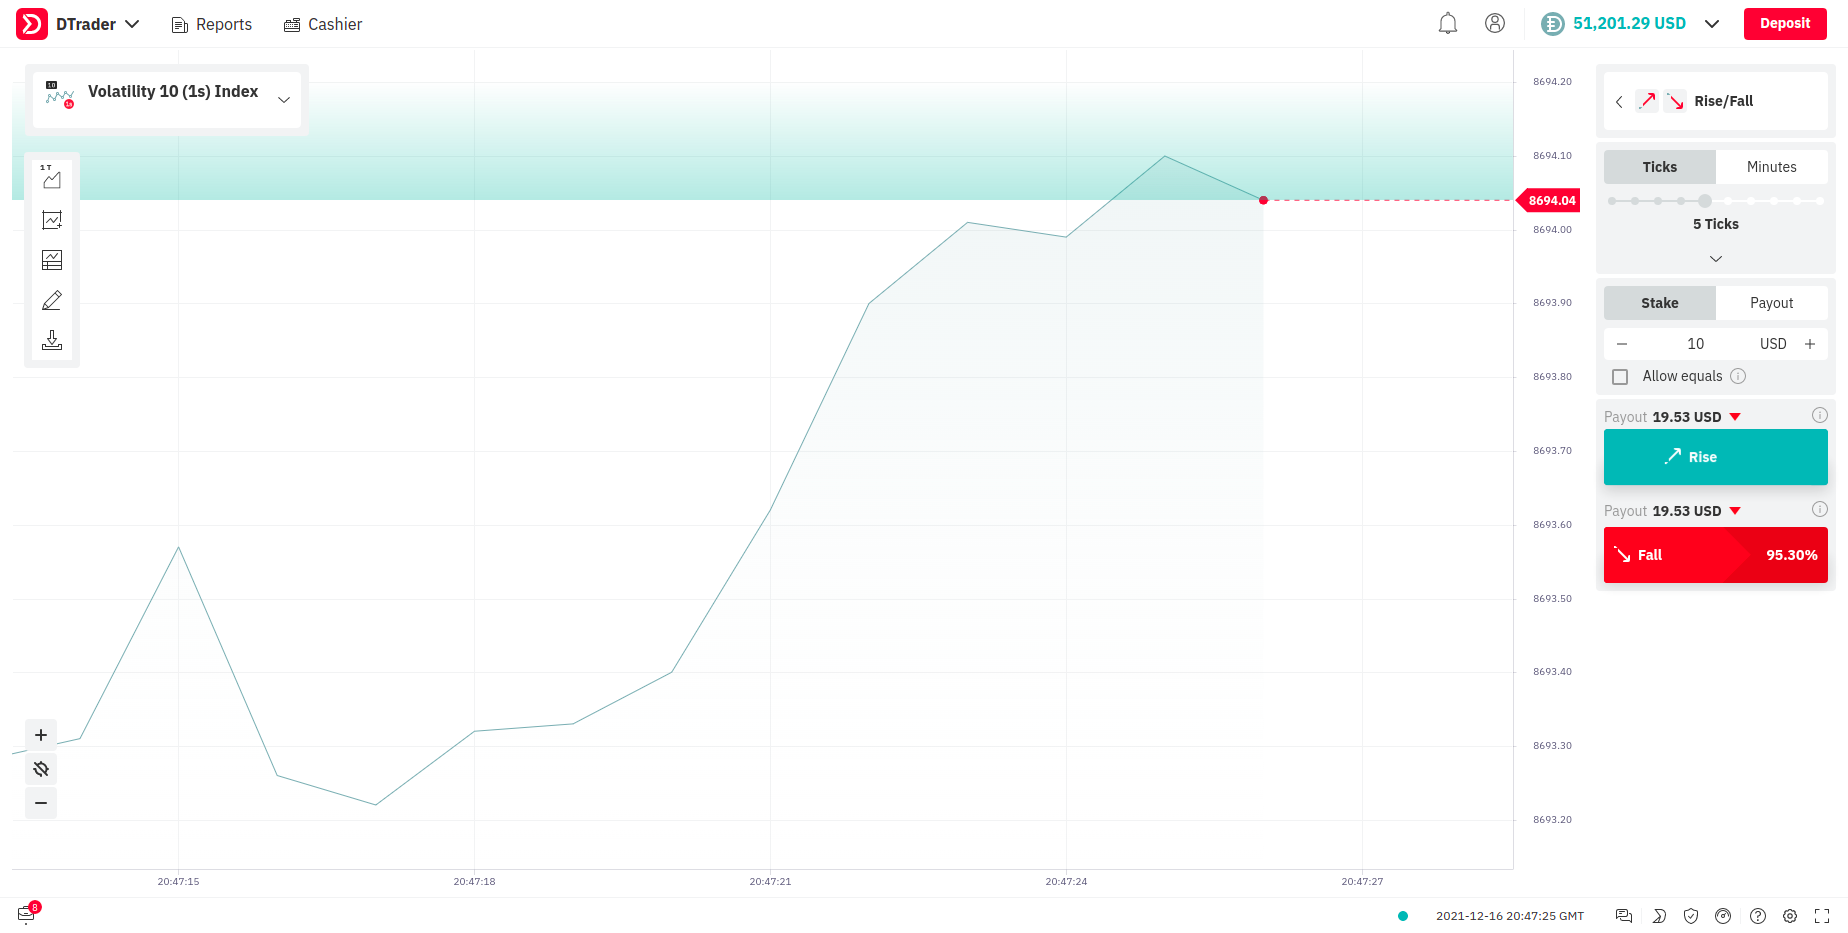 DTrader
Reports
Cashier
51,201.29 USD
Deposit
10
1s
Volatility 10 (1s) Index
1 T
8694.20
8694.10
8694.04
8694.00
8693.90
8693.80
8693.70
8693.60
8693.50
8693.40
8693.30
8693.20
20:47:15
20:47:18
20:47:21
20:47:24
20:47:27
Rise/Fall
Ticks
Minutes
5 Ticks
Stake
Payout
10
USD
Allow equals
Payout 19.53 USD
Rise
Payout 19.53 USD
Fall
95.30%
8
2021-12-16 20:47:25 GMT